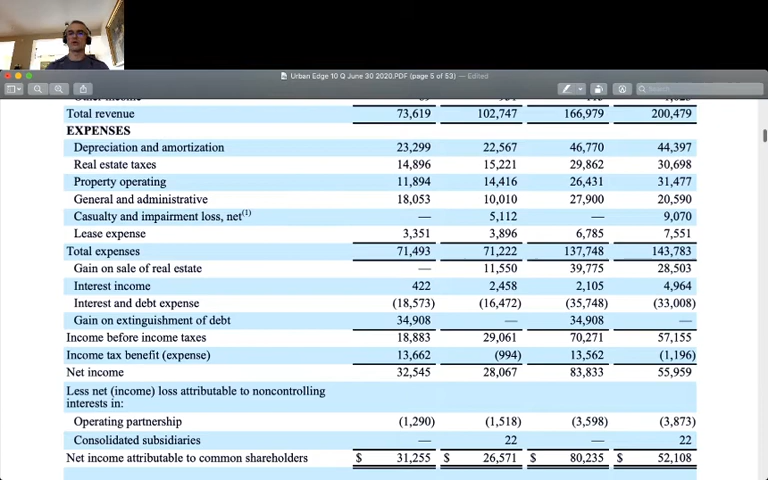 Urban Edge 10 Q June 30 2020.PDF (page 5 of 53) — Edited
Search
Total revenue 73,619 102,747 166,979 200,479
EXPENSES
Depreciation and amortization 23,299 22,567 46,770 44,397
Real estate taxes 14,896 15,221 29,862 30,698
Property operating 11,894 14,416 26,431 31,477
General and administrative 18,053 10,010 27,900 20,590
Casualty and impairment loss, net(1) — 5,112 — 9,070
Lease expense 3,351 3,896 6,785 7,551
Total expenses 71,493 71,222 137,748 143,783
Gain on sale of real estate — 11,550 39,775 28,503
Interest income 422 2,458 2,105 4,964
Interest and debt expense (18,573) (16,472) (35,748) (33,008)
Gain on extinguishment of debt 34,908 — 34,908 —
Income before income taxes 18,883 29,061 70,271 57,155
Income tax benefit (expense) 13,662 (994) 13,562 (1,196)
Net income 32,545 28,067 83,833 55,959
Less net (income) loss attributable to noncontrolling
interests in:
Operating partnership (1,290) (1,518) (3,598) (3,873)
Consolidated subsidiaries — 22 — 22
Net income attributable to common shareholders $ 31,255 $ 26,571 $ 80,235 $ 52,108